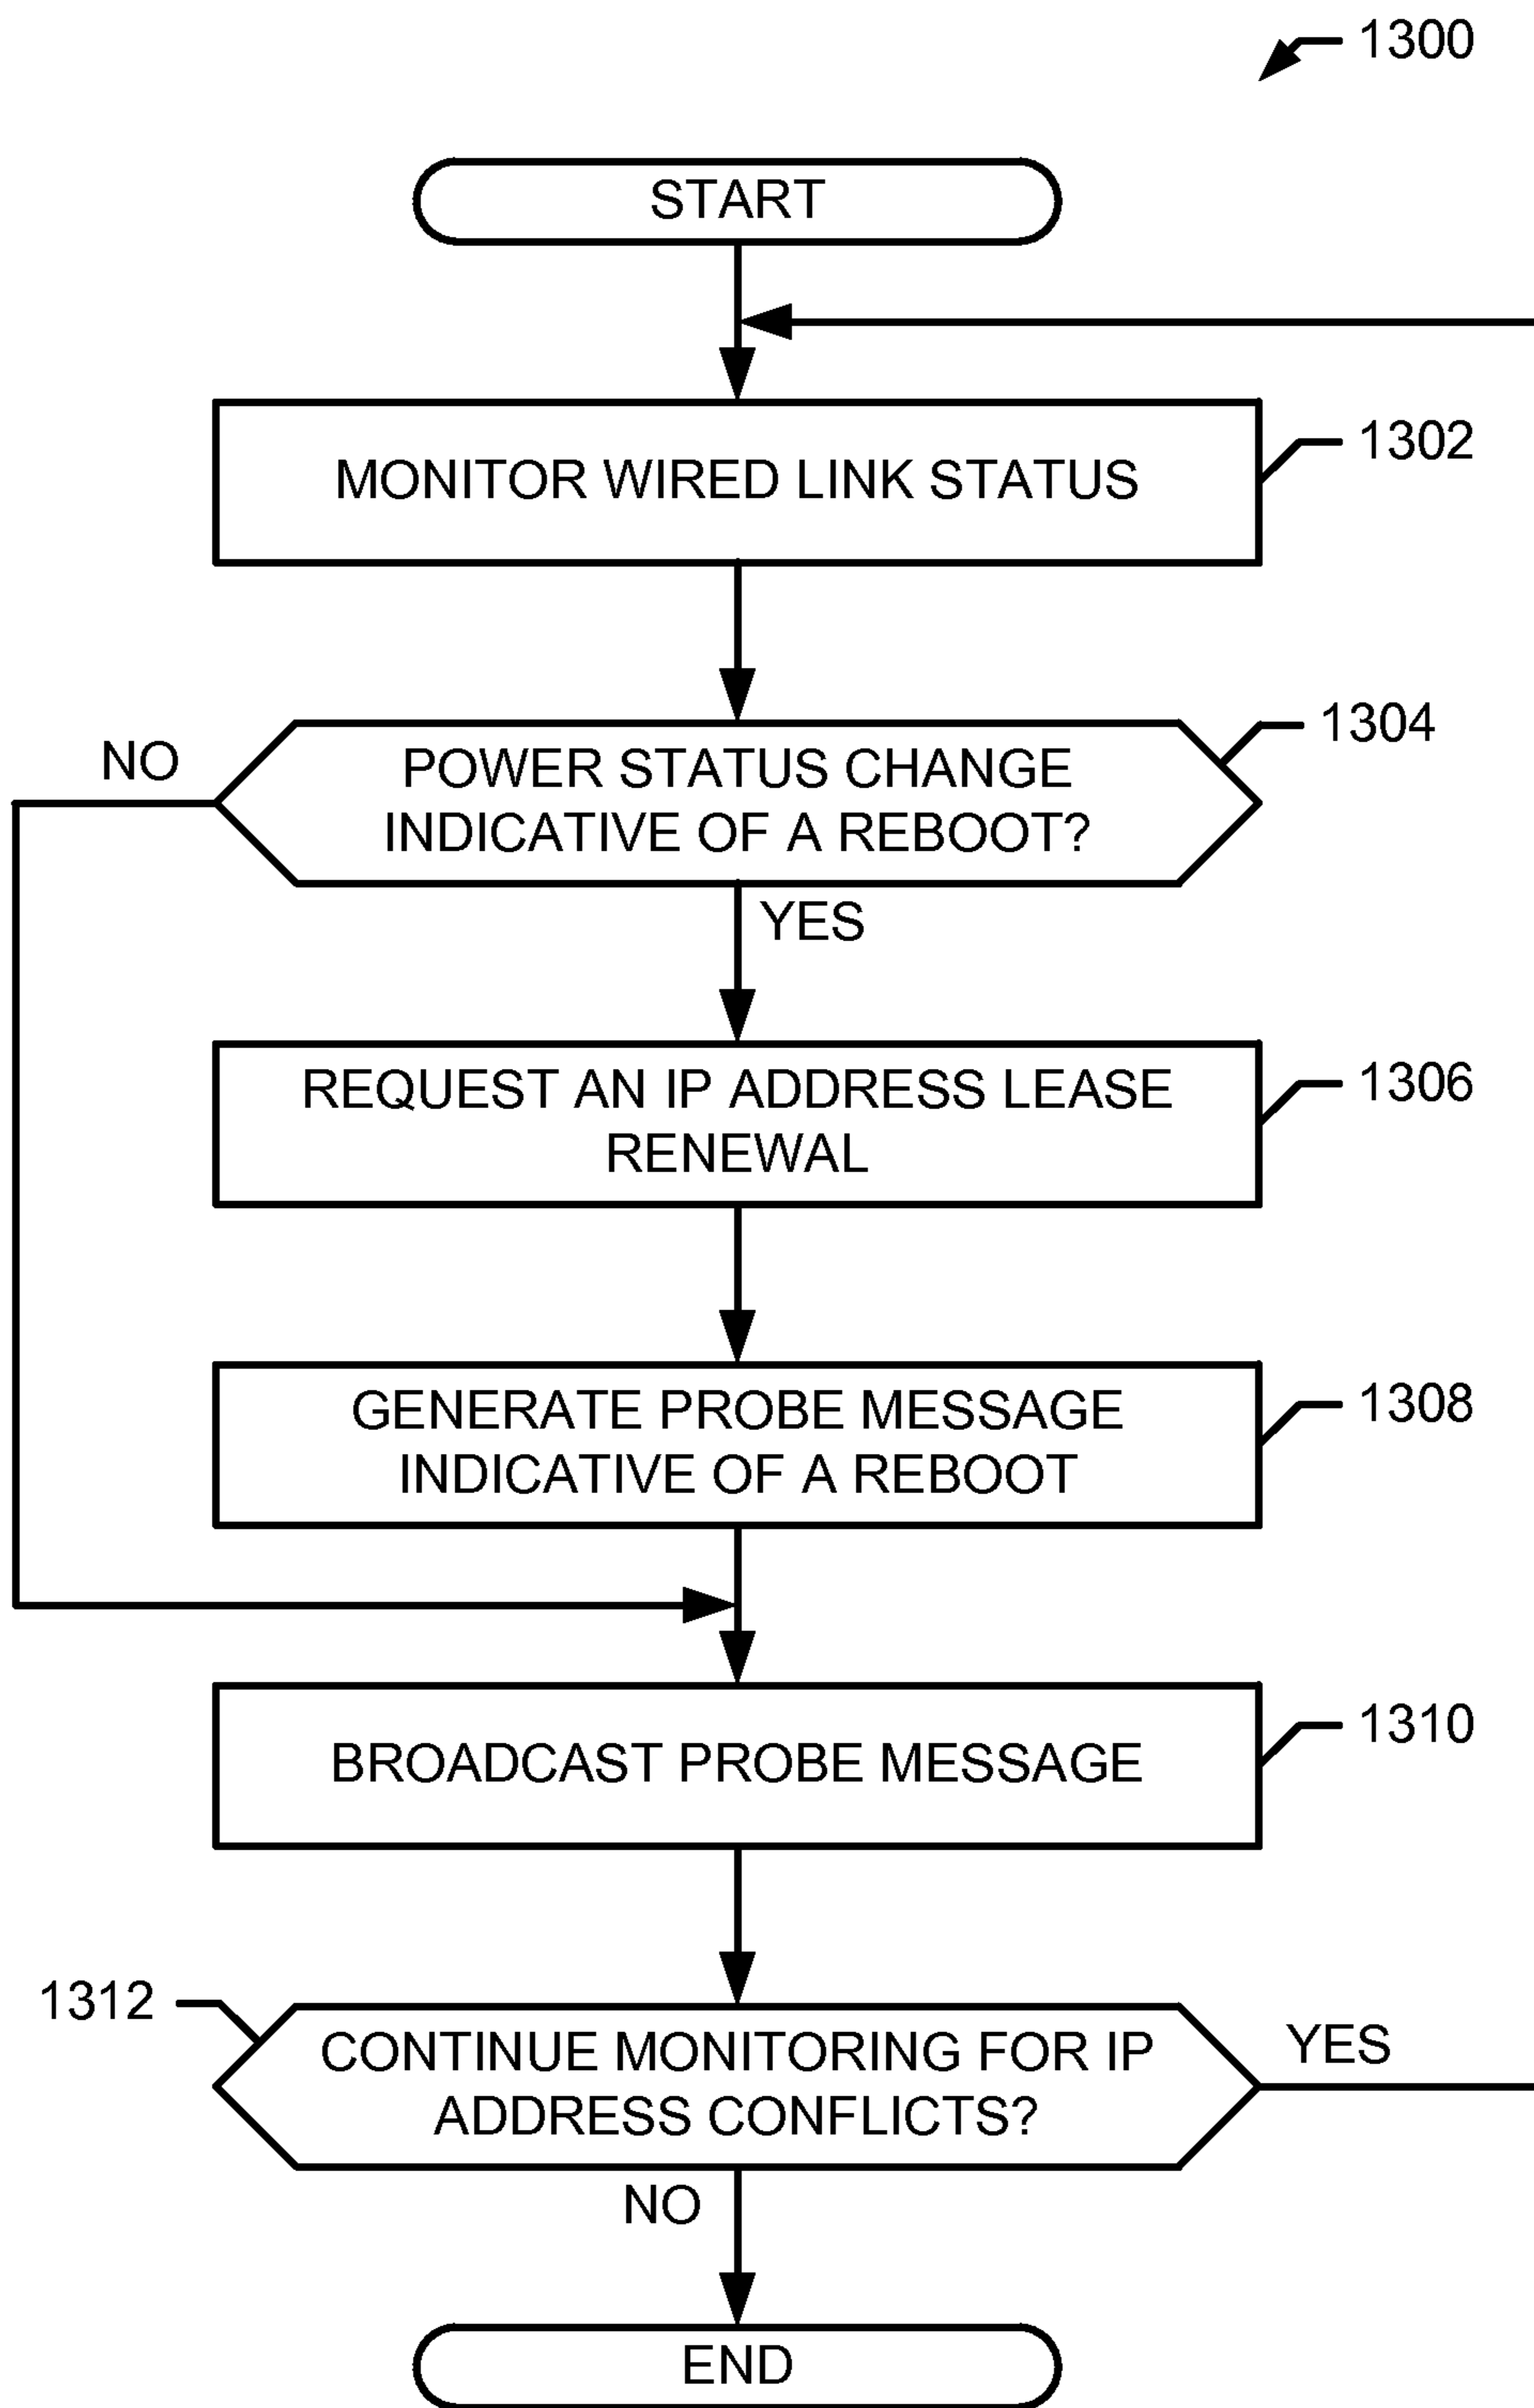 1300
START
MONITOR WIRED LINK STATUS
1302
1304
NO
POWER STATUS CHANGE
INDICATIVE OF A REBOOT?
YES
REQUEST AN IP ADDRESS LEASE
RENEWAL
1306
GENERATE PROBE MESSAGE
INDICATIVE OF A REBOOT
1308
BROADCAST PROBE MESSAGE
1310
1312
CONTINUE MONITORING FOR IP
ADDRESS CONFLICTS?
YES
NO
END